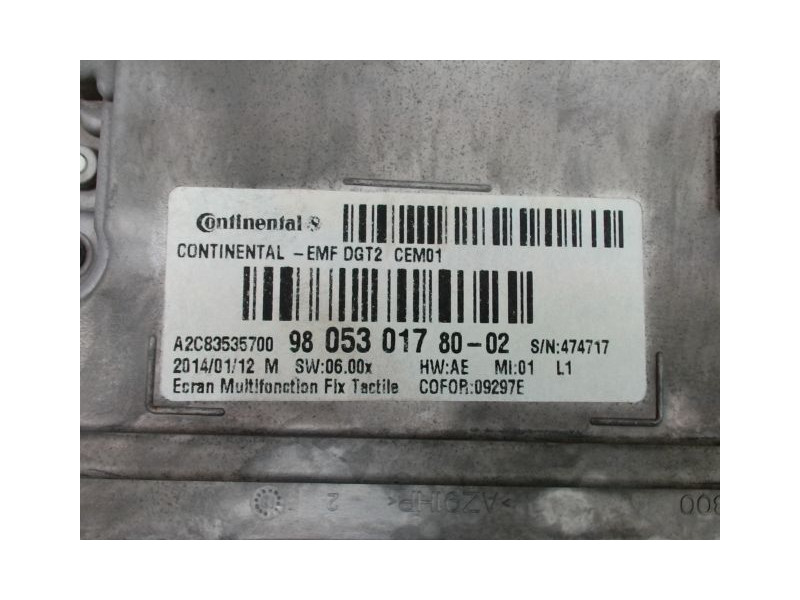 Continental
CONTINENTAL -EMF DGT2 CEM01
A2C83535700 98 053 017 80-02 S/N:474717
2014/01/12 M SW:06.00x HW:AE MI:01 L1
Ecran Multifonction Fix Tactile COFOR:09297E